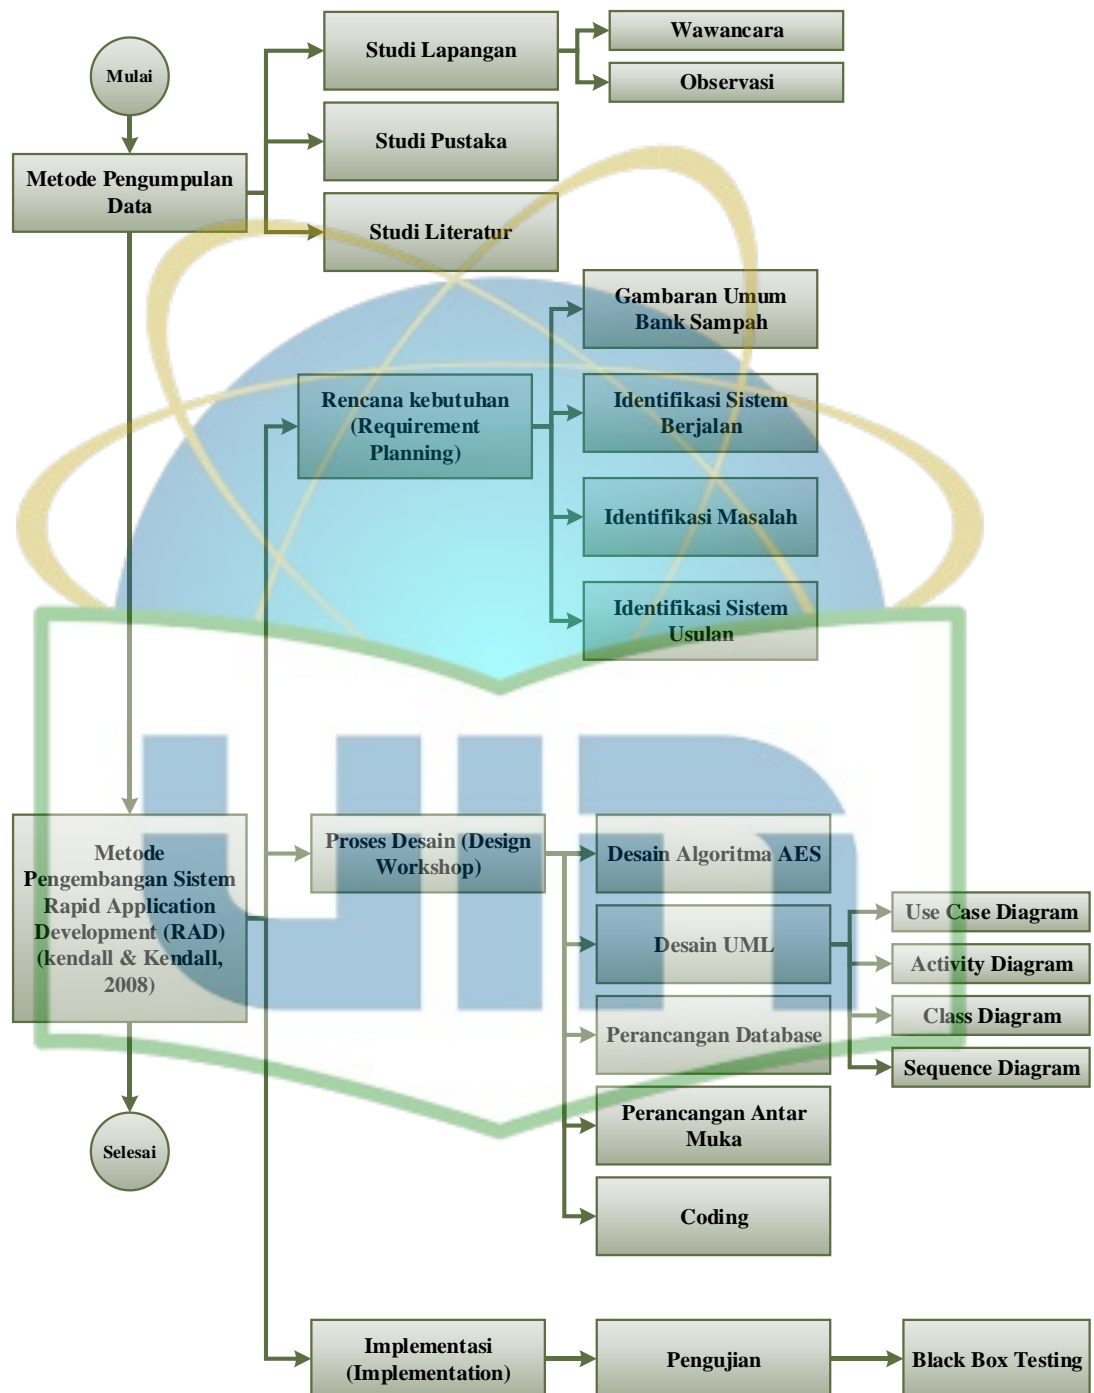 Mulai
Metode Pengumpulan
Data
Studi Lapangan
Wawancara
Observasi
Studi Pustaka
Studi Literatur
Rencana kebutuhan
(Requirement
Planning)
Gambaran Umum
Bank Sampah
Identifikasi Sistem
Berjalan
Identifikasi Masalah
Identifikasi Sistem
Usulan
Metode
Pengembangan Sistem
Rapid Application
Development (RAD)
(kendall & Kendall,
2008)
Proses Desain (Design
Workshop)
Desain Algoritma AES
Desain UML
Use Case Diagram
Activity Diagram
Class Diagram
Sequence Diagram
Perancangan Database
Perancangan Antar
Muka
Coding
Implementasi
(Implementation)
Pengujian
Black Box Testing
Selesai
UIN